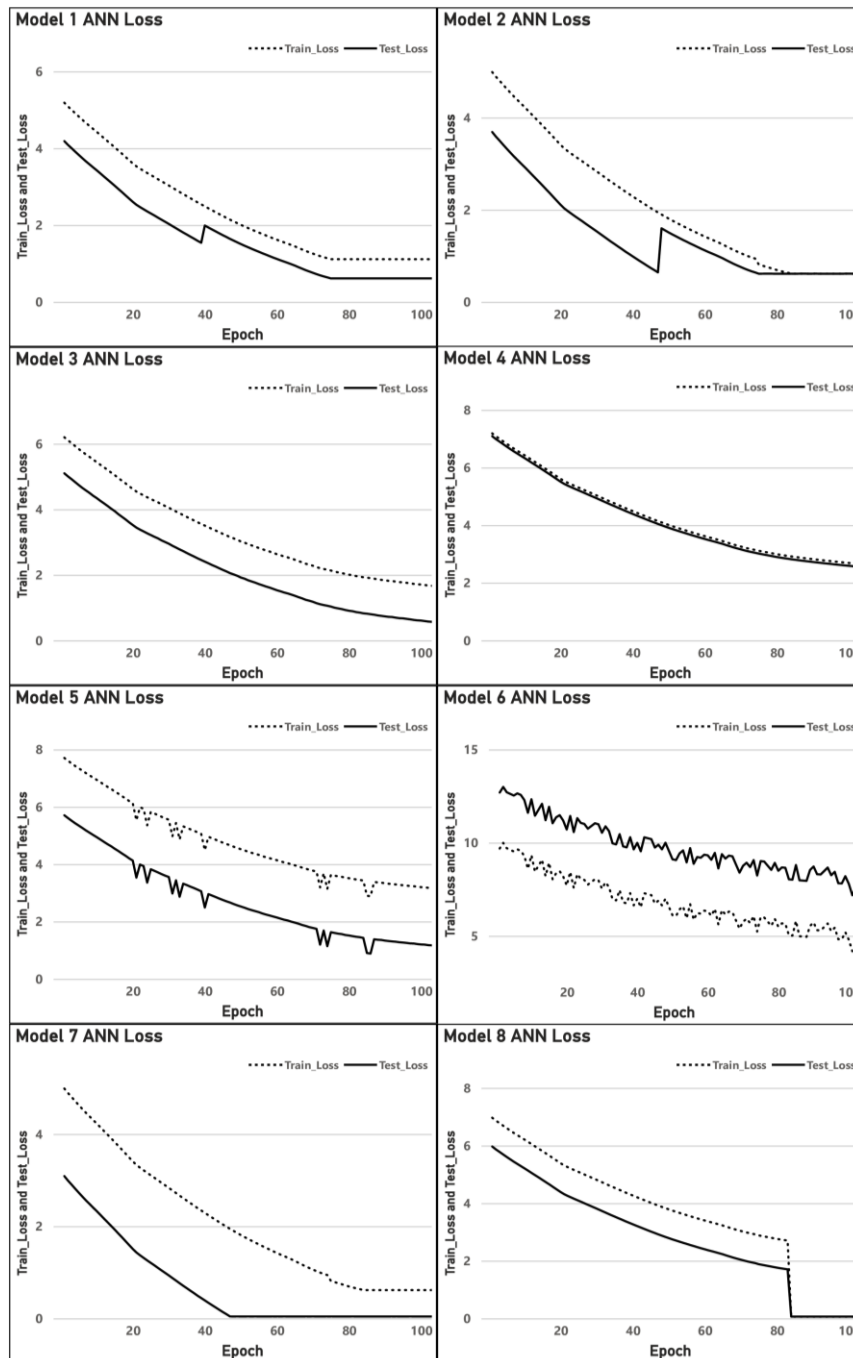 Model 1 ANN Loss
Train_Loss Test_Loss
Train_Loss and Test_Loss
6
4
2
0
20 40 60 80 100
Epoch
Model 2 ANN Loss
Train_Loss Test_Loss
Train_Loss and Test_Loss
4
2
0
20 40 60 80 100
Epoch
Model 3 ANN Loss
Train_Loss Test_Loss
Train_Loss and Test_Loss
6
4
2
0
20 40 60 80 100
Epoch
Model 4 ANN Loss
Train_Loss Test_Loss
Train_Loss and Test_Loss
8
6
4
2
0
20 40 60 80 10
Epoch
Model 5 ANN Loss
Train_Loss Test_Loss
Train_Loss and Test_Loss
8
6
4
2
0
20 40 60 80 100
Epoch
Model 6 ANN Loss
Train_Loss Test_Loss
Train_Loss and Test_Loss
15
10
5
20 40 60 80 100
Epoch
Model 7 ANN Loss
Train_Loss Test_Loss
Train_Loss and Test_Loss
4
2
0
20 40 60 80 100
Epoch
Model 8 ANN Loss
Train_Loss Test_Loss
Train_Loss and Test_Loss
8
6
4
2
0
20 40 60 80 100
Epoch